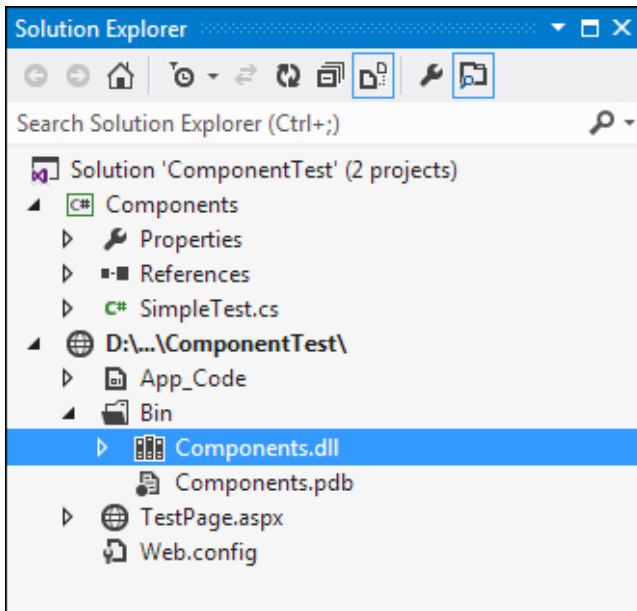 Solution Explorer
Search Solution Explorer (Ctrl+;)
Solution 'ComponentTest' (2 projects)
C# Components
Properties
References
C# SimpleTest.cs
D:\...\ComponentTest\
App_Code
Bin
Components.dll
Components.pdb
TestPage.aspx
Web.config